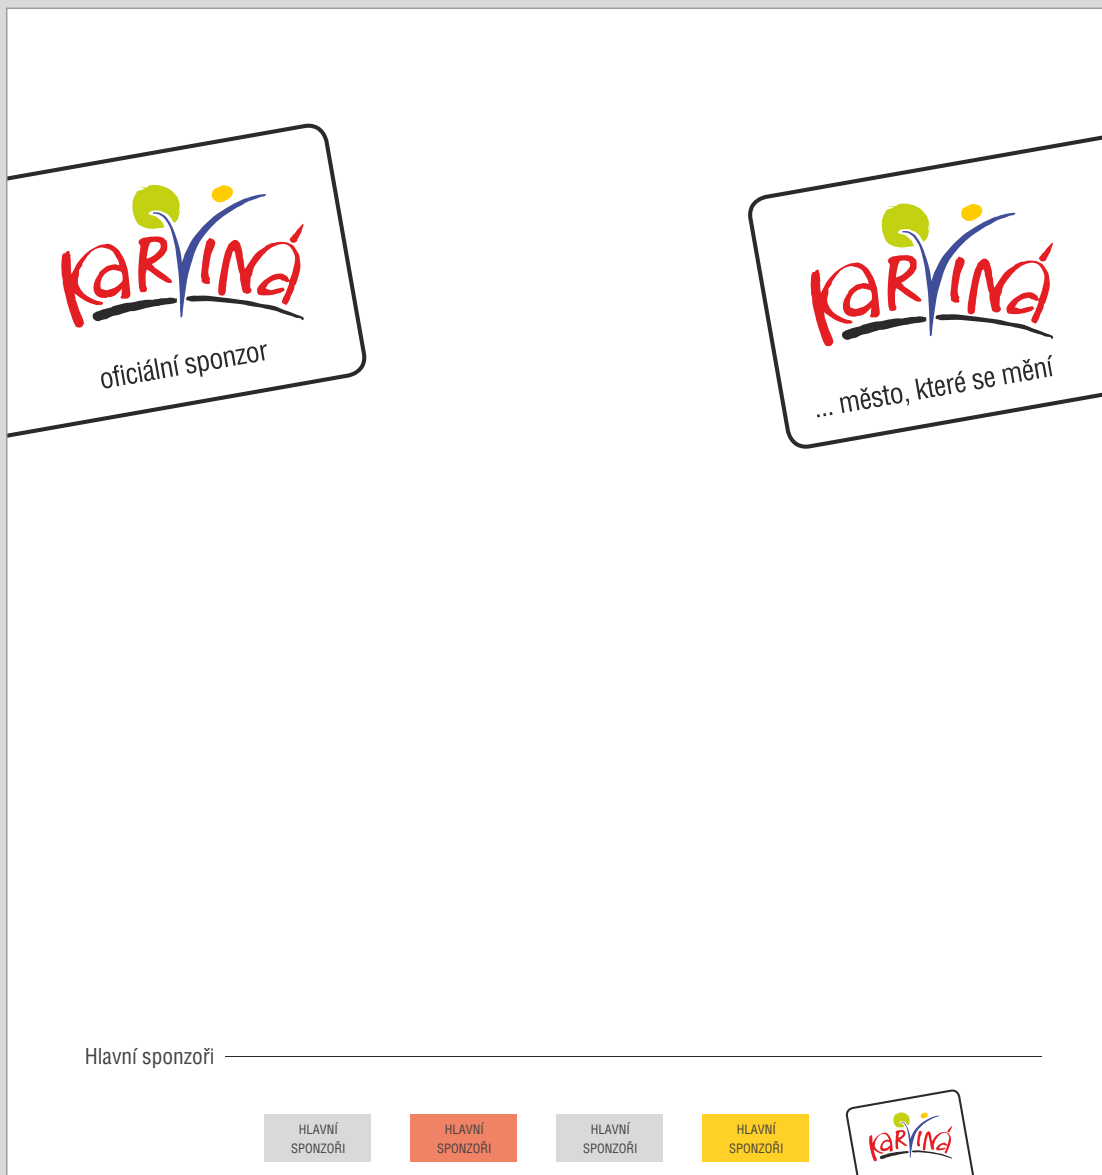 KARVINÁ
oficiální sponzor
KARVINÁ
... město, které se mění
Hlavní sponzoři
HLAVNÍ
SPONZOŘI
HLAVNÍ
SPONZOŘI
HLAVNÍ
SPONZOŘI
HLAVNÍ
SPONZOŘI
KARVINÁ